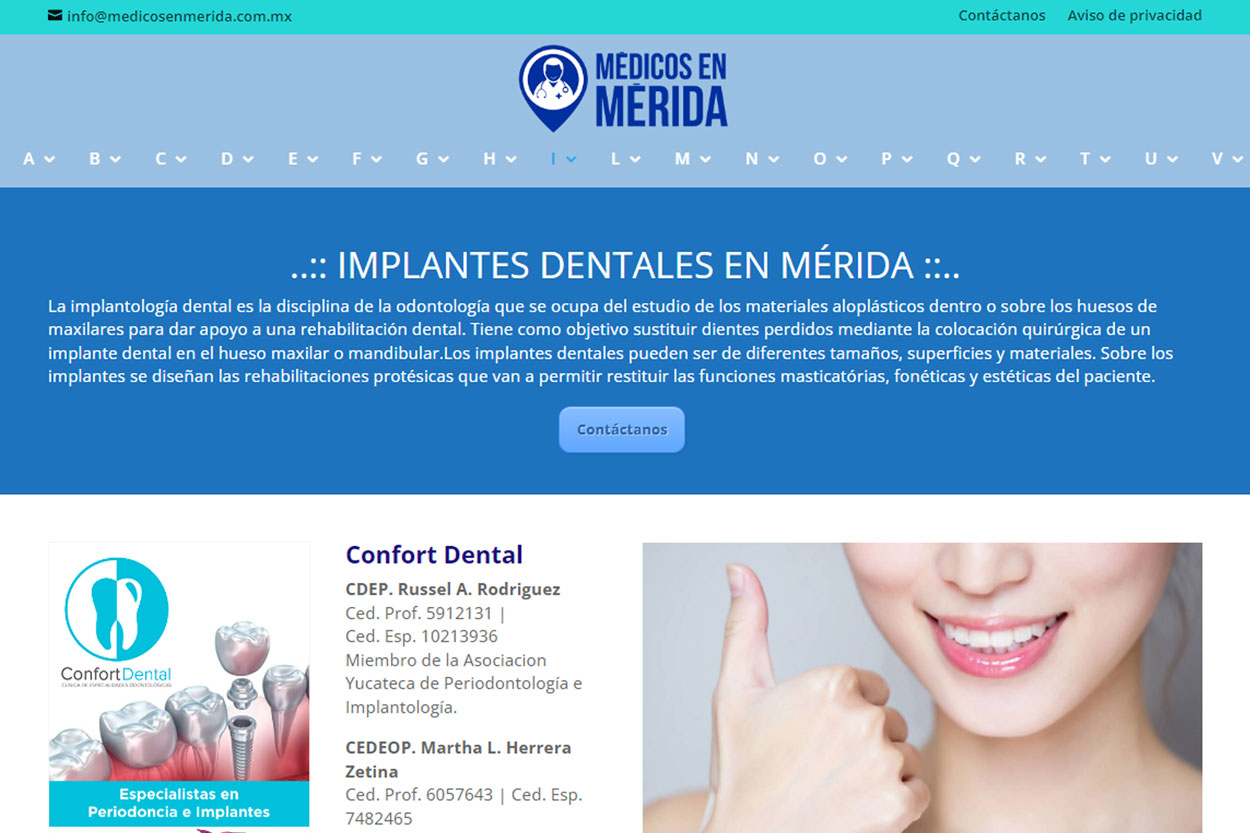 info@medicosenmerida.com.mx Contáctanos Aviso de privacidad
MÉDICOS EN
MÉRIDA
A B C D E F G H I L M N O P Q R T U V
..:: IMPLANTES DENTALES EN MÉRIDA ::..
La implantología dental es la disciplina de la odontología que se ocupa del estudio de los materiales aloplásticos dentro o sobre los huesos de
maxilares para dar apoyo a una rehabilitación dental. Tiene como objetivo sustituir dientes perdidos mediante la colocación quirúrgica de un
implante dental en el hueso maxilar o mandibular.Los implantes dentales pueden ser de diferentes tamaños, superficies y materiales. Sobre los
implantes se diseñan las rehabilitaciones protésicas que van a permitir restituir las funciones masticatórias, fonéticas y estéticas del paciente.
Contáctanos
ConfortDental
CLINICA DE ESPECIALIDADES ODONTOLÓGICAS
Especialistas en
Periodoncia e Implantes
Confort Dental
CDEP. Russel A. Rodriguez
Ced. Prof. 5912131 |
Ced. Esp. 10213936
Miembro de la Asociacion
Yucateca de Periodontología e
Implantología.
CEDEOP. Martha L. Herrera
Zetina
Ced. Prof. 6057643 | Ced. Esp.
7482465